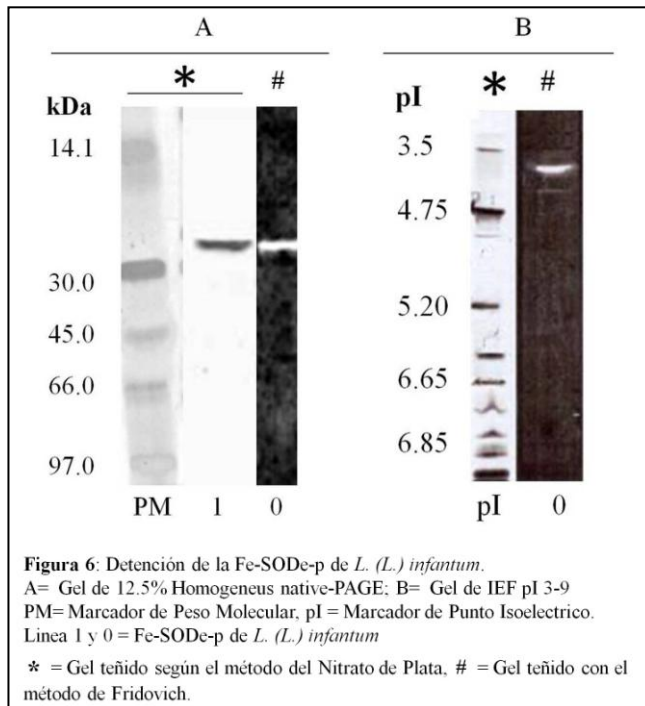 A
B
* #
* #
kDa
pI
14.1
30.0
45.0
66.0
97.0
3.5
4.75
5.20
6.65
6.85
PM 1 0
pI 0
Figura 6: Detención de la Fe-SODe-p de L. (L.) infantum.
A= Gel de 12.5% Homogeneus native-PAGE; B= Gel de IEF pI 3-9
PM= Marcador de Peso Molecular, pI = Marcador de Punto Isoelectrico.
Linea 1 y 0 = Fe-SODe-p de L. (L.) infantum
* = Gel teñido según el método del Nitrato de Plata, # = Gel teñido con el
método de Fridovich.